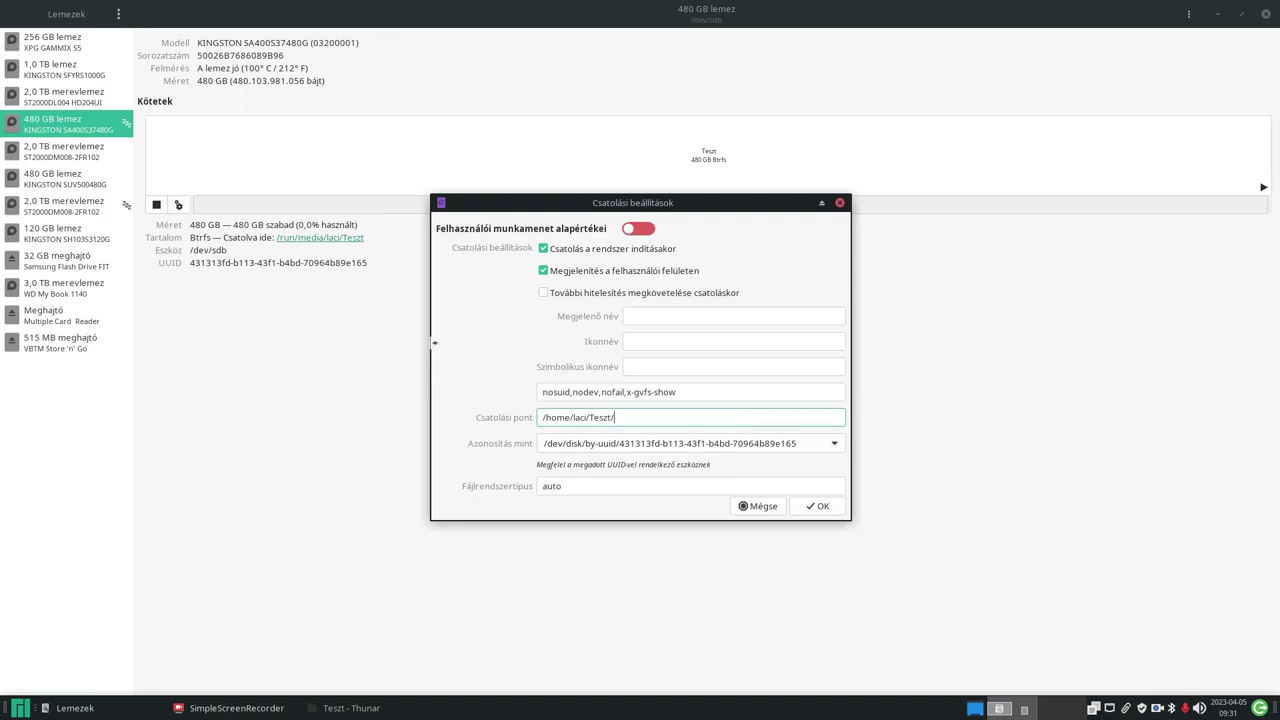 Lemezek
480 GB lemez
/dev/sdb
256 GB lemez
XPG GAMMIX S5
1,0 TB lemez
KINGSTON SFYRS1000G
2,0 TB merevlemez
ST2000DL004 HD204UI
480 GB lemez
KINGSTON SA400S37480G
2,0 TB merevlemez
ST2000DM008-2FR102
480 GB lemez
KINGSTON SUV500480G
2,0 TB merevlemez
ST2000DM008-2FR102
120 GB lemez
KINGSTON SH103S3120G
32 GB meghajtó
Samsung Flash Drive FIT
3,0 TB merevlemez
WD My Book 1140
Meghajtó
Multiple Card Reader
515 MB meghajtó
VBTM Store 'n' Go
Modell KINGSTON SA400S37480G (03200001)
Sorozatszám 50026B7686089B96
Felmérés A lemez jó (100° C / 212° F)
Méret 480 GB (480.103.981.056 bájt)
Kötetek
Teszt
480 GB Btrfs
Méret 480 GB — 480 GB szabad (0,0% használt)
Tartalom Btrfs — Csatolva ide: /run/media/laci/Teszt
Eszköz /dev/sdb
UUID 431313fd-b113-43f1-b4bd-70964b89e165
Csatolási beállítások
Felhasználói munkamenet alapértékei
Csatolási beállítások Csatolás a rendszer indításakor
Megjelenítés a felhasználói felületen
További hitelesítés megkövetelése csatoláskor
Megjelenő név
Ikonnév
Szimbolikus ikonnév
nosuid,nodev,nofail,x-gvfs-show
Csatolási pont /home/laci/Teszt/
Azonosítás mint /dev/disk/by-uuid/431313fd-b113-43f1-b4bd-70964b89e165
Megfelel a megadott UUID-vel rendelkező eszköznek
Fájlrendszertípus auto
Mégse OK
Lemezek SimpleScreenRecorder Teszt - Thunar
2023-04-05
09:31